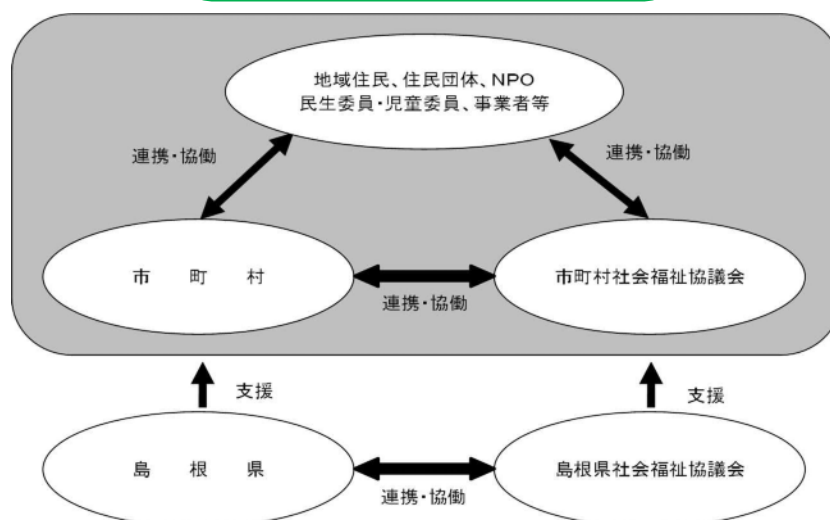 地域住民、住民団体、NPO
民生委員・児童委員、事業者等
連携・協働
連携・協働
市　町　村
市町村社会福祉協議会
連携・協働
支援
支援
島　根　県
島根県社会福祉協議会
連携・協働